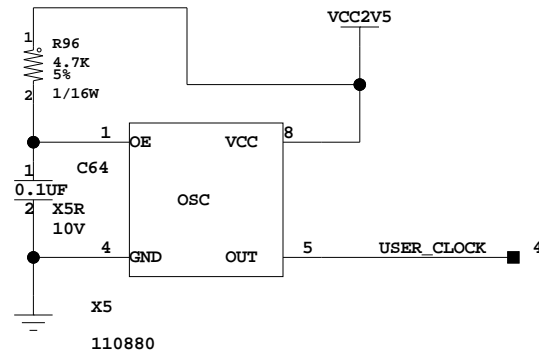 VCC2V5
1
R96
4.7K
5%
2
1/16W
1
OE
VCC
8
1
C64
0.1UF
OSC
2
X5R
10V
4
GND
OUT
5
USER_CLOCK
4
X5
110880